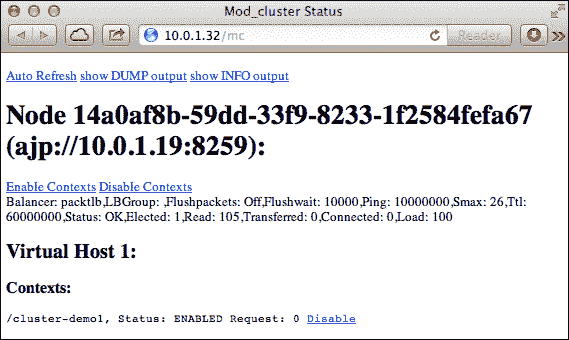 Mod_cluster Status
10.0.1.32/mc
Reader
Auto Refresh show DUMP output show INFO output
Node 14a0af8b-59dd-33f9-8233-1f2584fefa67
(ajp://10.0.1.19:8259):
Enable Contexts Disable Contexts
Balancer: packtlb,LBGroup: ,Flushpackets: Off,Flushwait: 10000,Ping: 10000000,Smax: 26,Ttl:
60000000,Status: OK,Elected: 1,Read: 105,Transferred: 0,Connected: 0,Load: 100
Virtual Host 1:
Contexts:
/cluster-demo1, Status: ENABLED Request: 0 Disable